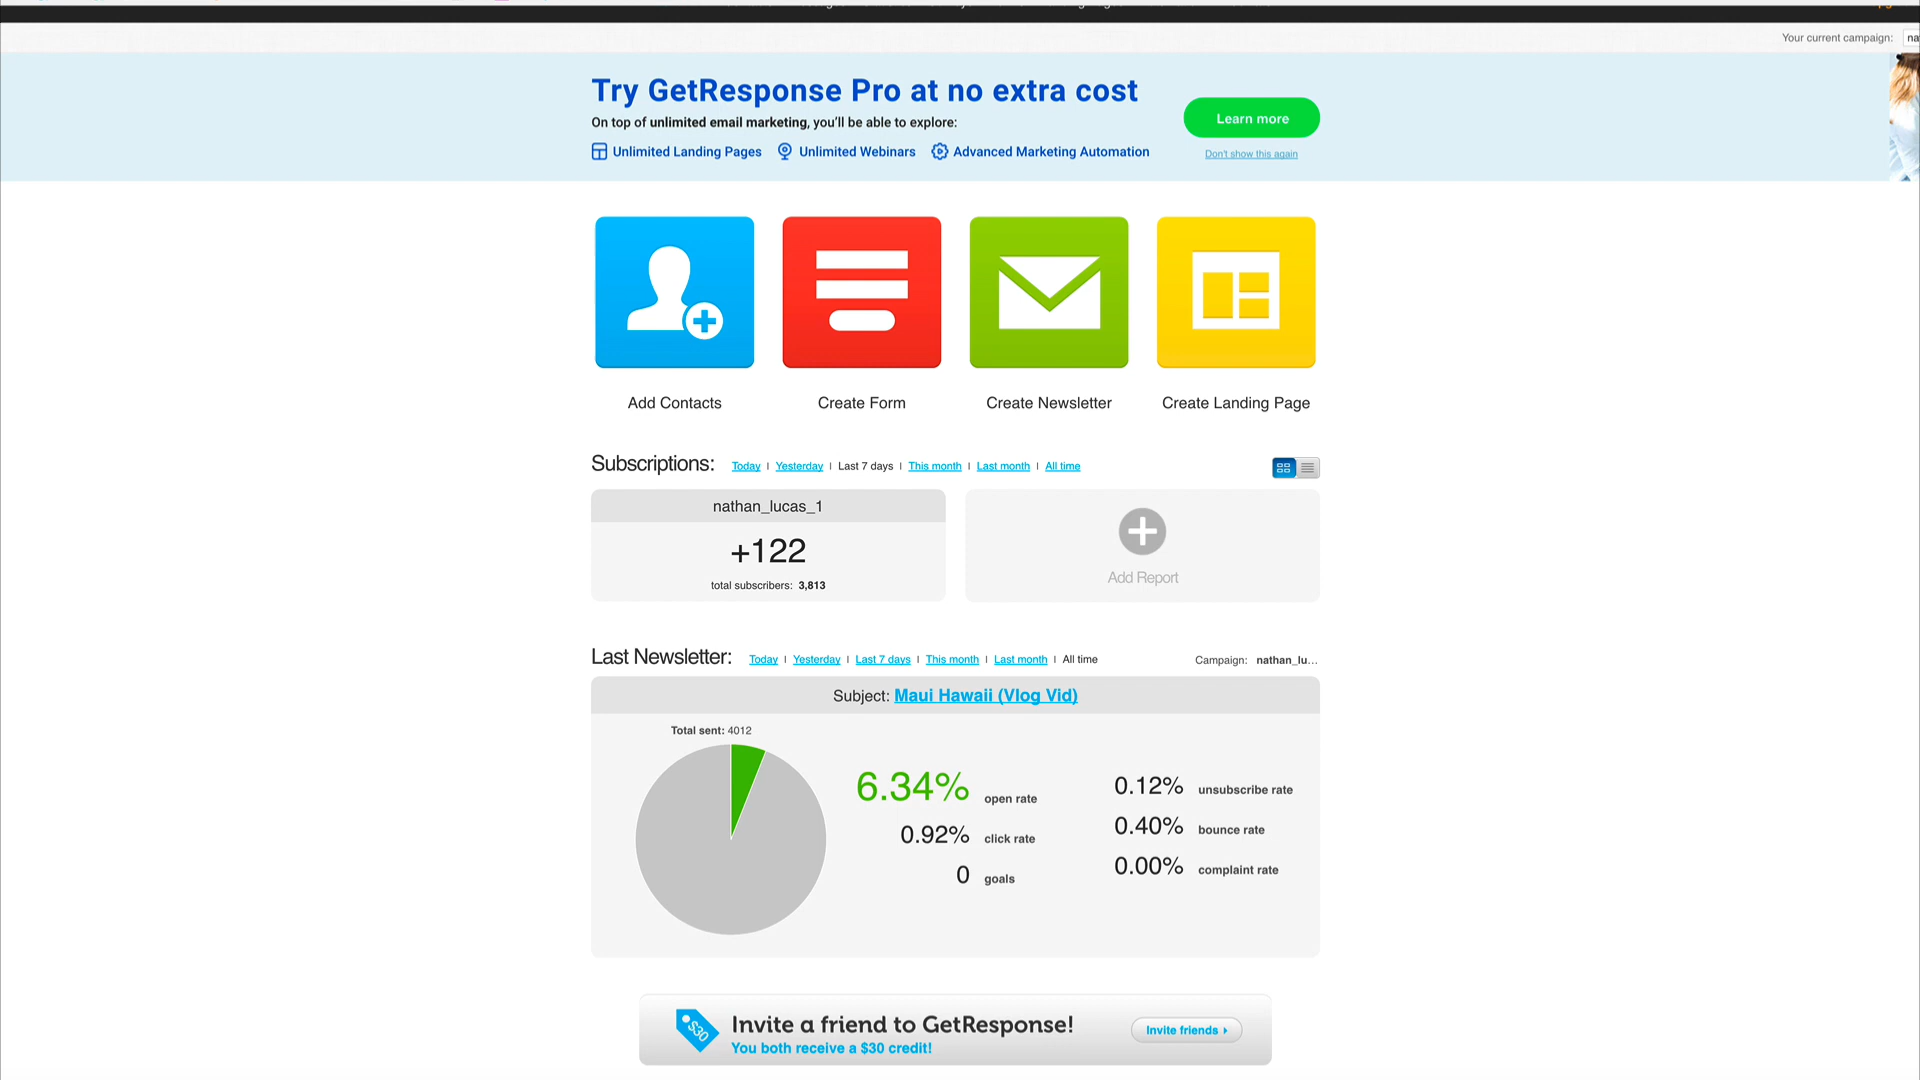 Your current campaign: na
Try GetResponse Pro at no extra cost
On top of unlimited email marketing, you'll be able to explore:
Unlimited Landing Pages Unlimited Webinars Advanced Marketing Automation
Learn more
Don't show this again
Add Contacts Create Form Create Newsletter Create Landing Page
Subscriptions: Today | Yesterday | Last 7 days | This month | Last month | All time
nathan_lucas_1
+122
total subscribers: 3,813
Add Report
Last Newsletter: Today | Yesterday | Last 7 days | This month | Last month | All time Campaign: nathan_lu...
Subject: Maui Hawaii (Vlog Vid)
Total sent: 4012
6.34% open rate
0.92% click rate
0 goals
0.12% unsubscribe rate
0.40% bounce rate
0.00% complaint rate
$30
Invite a friend to GetResponse!
You both receive a $30 credit!
Invite friends